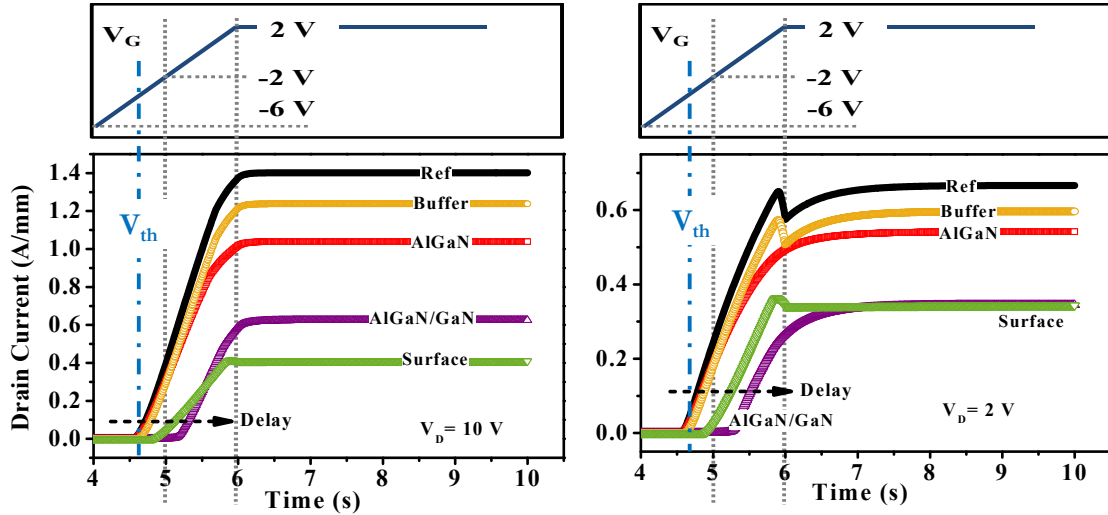 V_G
2 V
-2 V
-6 V
1.4
1.2
1.0
0.8
0.6
0.4
0.2
0.0
Drain Current (A/mm)
V_th
Ref
Buffer
AlGaN
AlGaN/GaN
Surface
Delay
V_D= 10 V
4 5 6 7 8 9 10
Time (s)
V_G
2 V
-2 V
-6 V
0.6
0.4
0.2
0.0
V_th
Ref
Buffer
AlGaN
Surface
Delay
AlGaN/GaN
V_D= 2 V
4 5 6 7 8 9 10
Time (s)